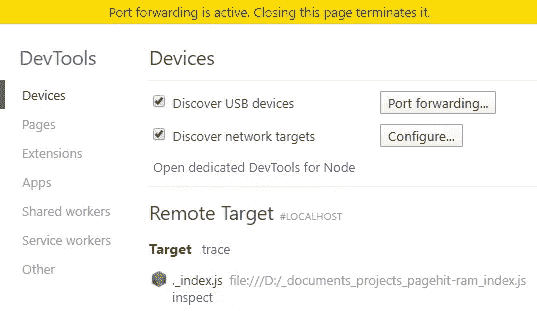 Port forwarding is active. Closing this page terminates it.
DevTools
Devices
Pages
Extensions
Apps
Shared workers
Service workers
Other
Devices
Discover USB devices Port forwarding...
Discover network targets Configure...
Open dedicated DevTools for Node
Remote Target #LOCALHOST
Target trace
._index.js file:///D:/_documents_projects_pagehit-ram_index.js
inspect